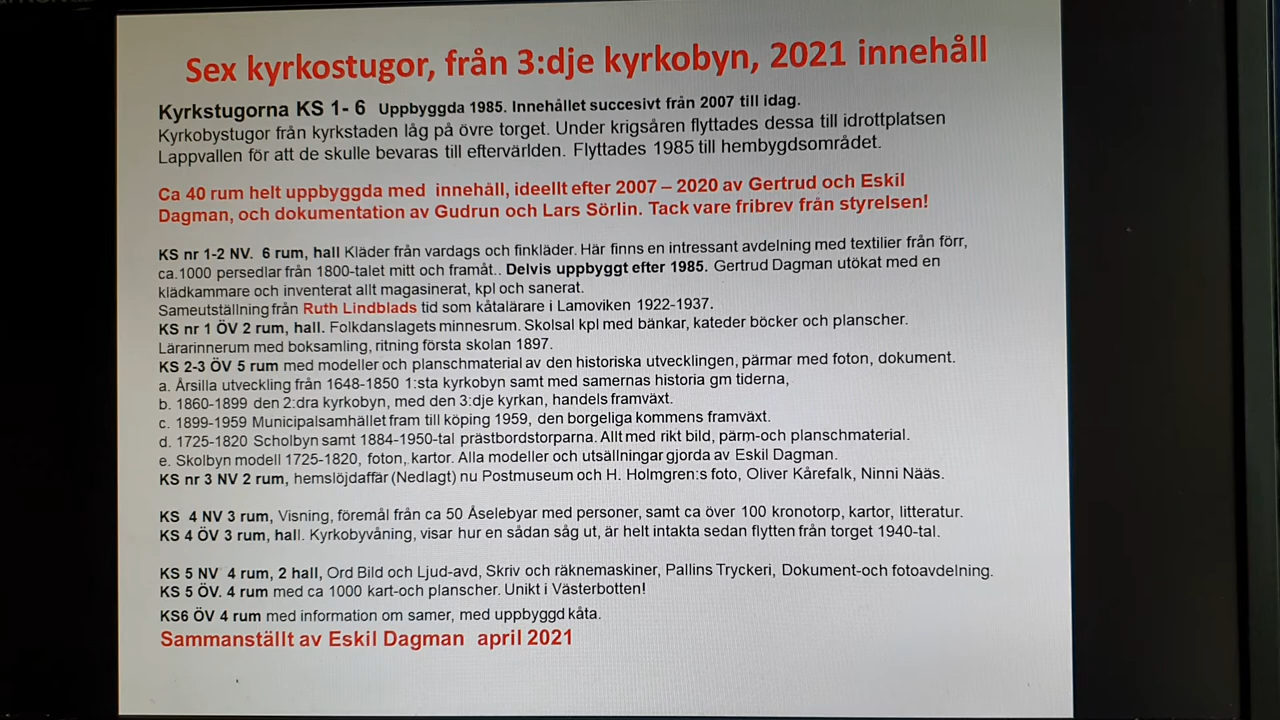 Sex kyrkostugor, från 3:dje kyrkobyn, 2021 innehåll
Kyrkstugorna KS 1- 6 Uppbyggda 1985. Innehållet succesivt från 2007 till idag.
Kyrkobystugor från kyrkstaden låg på övre torget. Under krigsåren flyttades dessa till idrottplatsen
Lappvallen för att de skulle bevaras till eftervärlden. Flyttades 1985 till hembygdsområdet.
Ca 40 rum helt uppbyggda med innehåll, ideellt efter 2007 – 2020 av Gertrud och Eskil
Dagman, och dokumentation av Gudrun och Lars Sörlin. Tack vare fribrev från styrelsen!
KS nr 1-2 NV. 6 rum, hall Kläder från vardags och finkläder. Här finns en intressant avdelning med textilier från förr,
ca.1000 persedlar från 1800-talet mitt och framåt.. Delvis uppbyggt efter 1985. Gertrud Dagman utökat med en
klädkammare och inventerat allt magasinerat, kpl och sanerat.
Sameutställning från Ruth Lindblads tid som kåtalärare i Lamoviken 1922-1937.
KS nr 1 ÖV 2 rum, hall. Folkdanslagets minnesrum. Skolsal kpl med bänkar, kateder böcker och planscher.
Lärarinnerum med boksamling, ritning första skolan 1897.
KS 2-3 ÖV 5 rum med modeller och planschmaterial av den historiska utvecklingen, pärmar med foton, dokument.
a. Årsilla utveckling från 1648-1850 1:sta kyrkobyn samt med samernas historia gm tiderna,
b. 1860-1899 den 2:dra kyrkobyn, med den 3:dje kyrkan, handels framväxt.
c. 1899-1959 Municipalsamhället fram till köping 1959, den borgeliga kommens framväxt.
d. 1725-1820 Scholbyn samt 1884-1950-tal prästbordstorparna. Allt med rikt bild, pärm-och planschmaterial.
e. Skolbyn modell 1725-1820, foton, kartor. Alla modeller och utsällningar gjorda av Eskil Dagman.
KS nr 3 NV 2 rum, hemslöjdaffär (Nedlagt) nu Postmuseum och H. Holmgren:s foto, Oliver Kårefalk, Ninni Nääs.
KS 4 NV 3 rum, Visning, föremål från ca 50 Åselebyar med personer, samt ca över 100 kronotorp, kartor, litteratur.
KS 4 ÖV 3 rum, hall. Kyrkobyvåning, visar hur en sådan såg ut, är helt intakta sedan flytten från torget 1940-tal.
KS 5 NV 4 rum, 2 hall, Ord Bild och Ljud-avd, Skriv och räknemaskiner, Pallins Tryckeri, Dokument-och fotoavdelning.
KS 5 ÖV. 4 rum med ca 1000 kart-och planscher. Unikt i Västerbotten!
KS6 ÖV 4 rum med information om samer, med uppbyggd kåta.
Sammanställt av Eskil Dagman april 2021